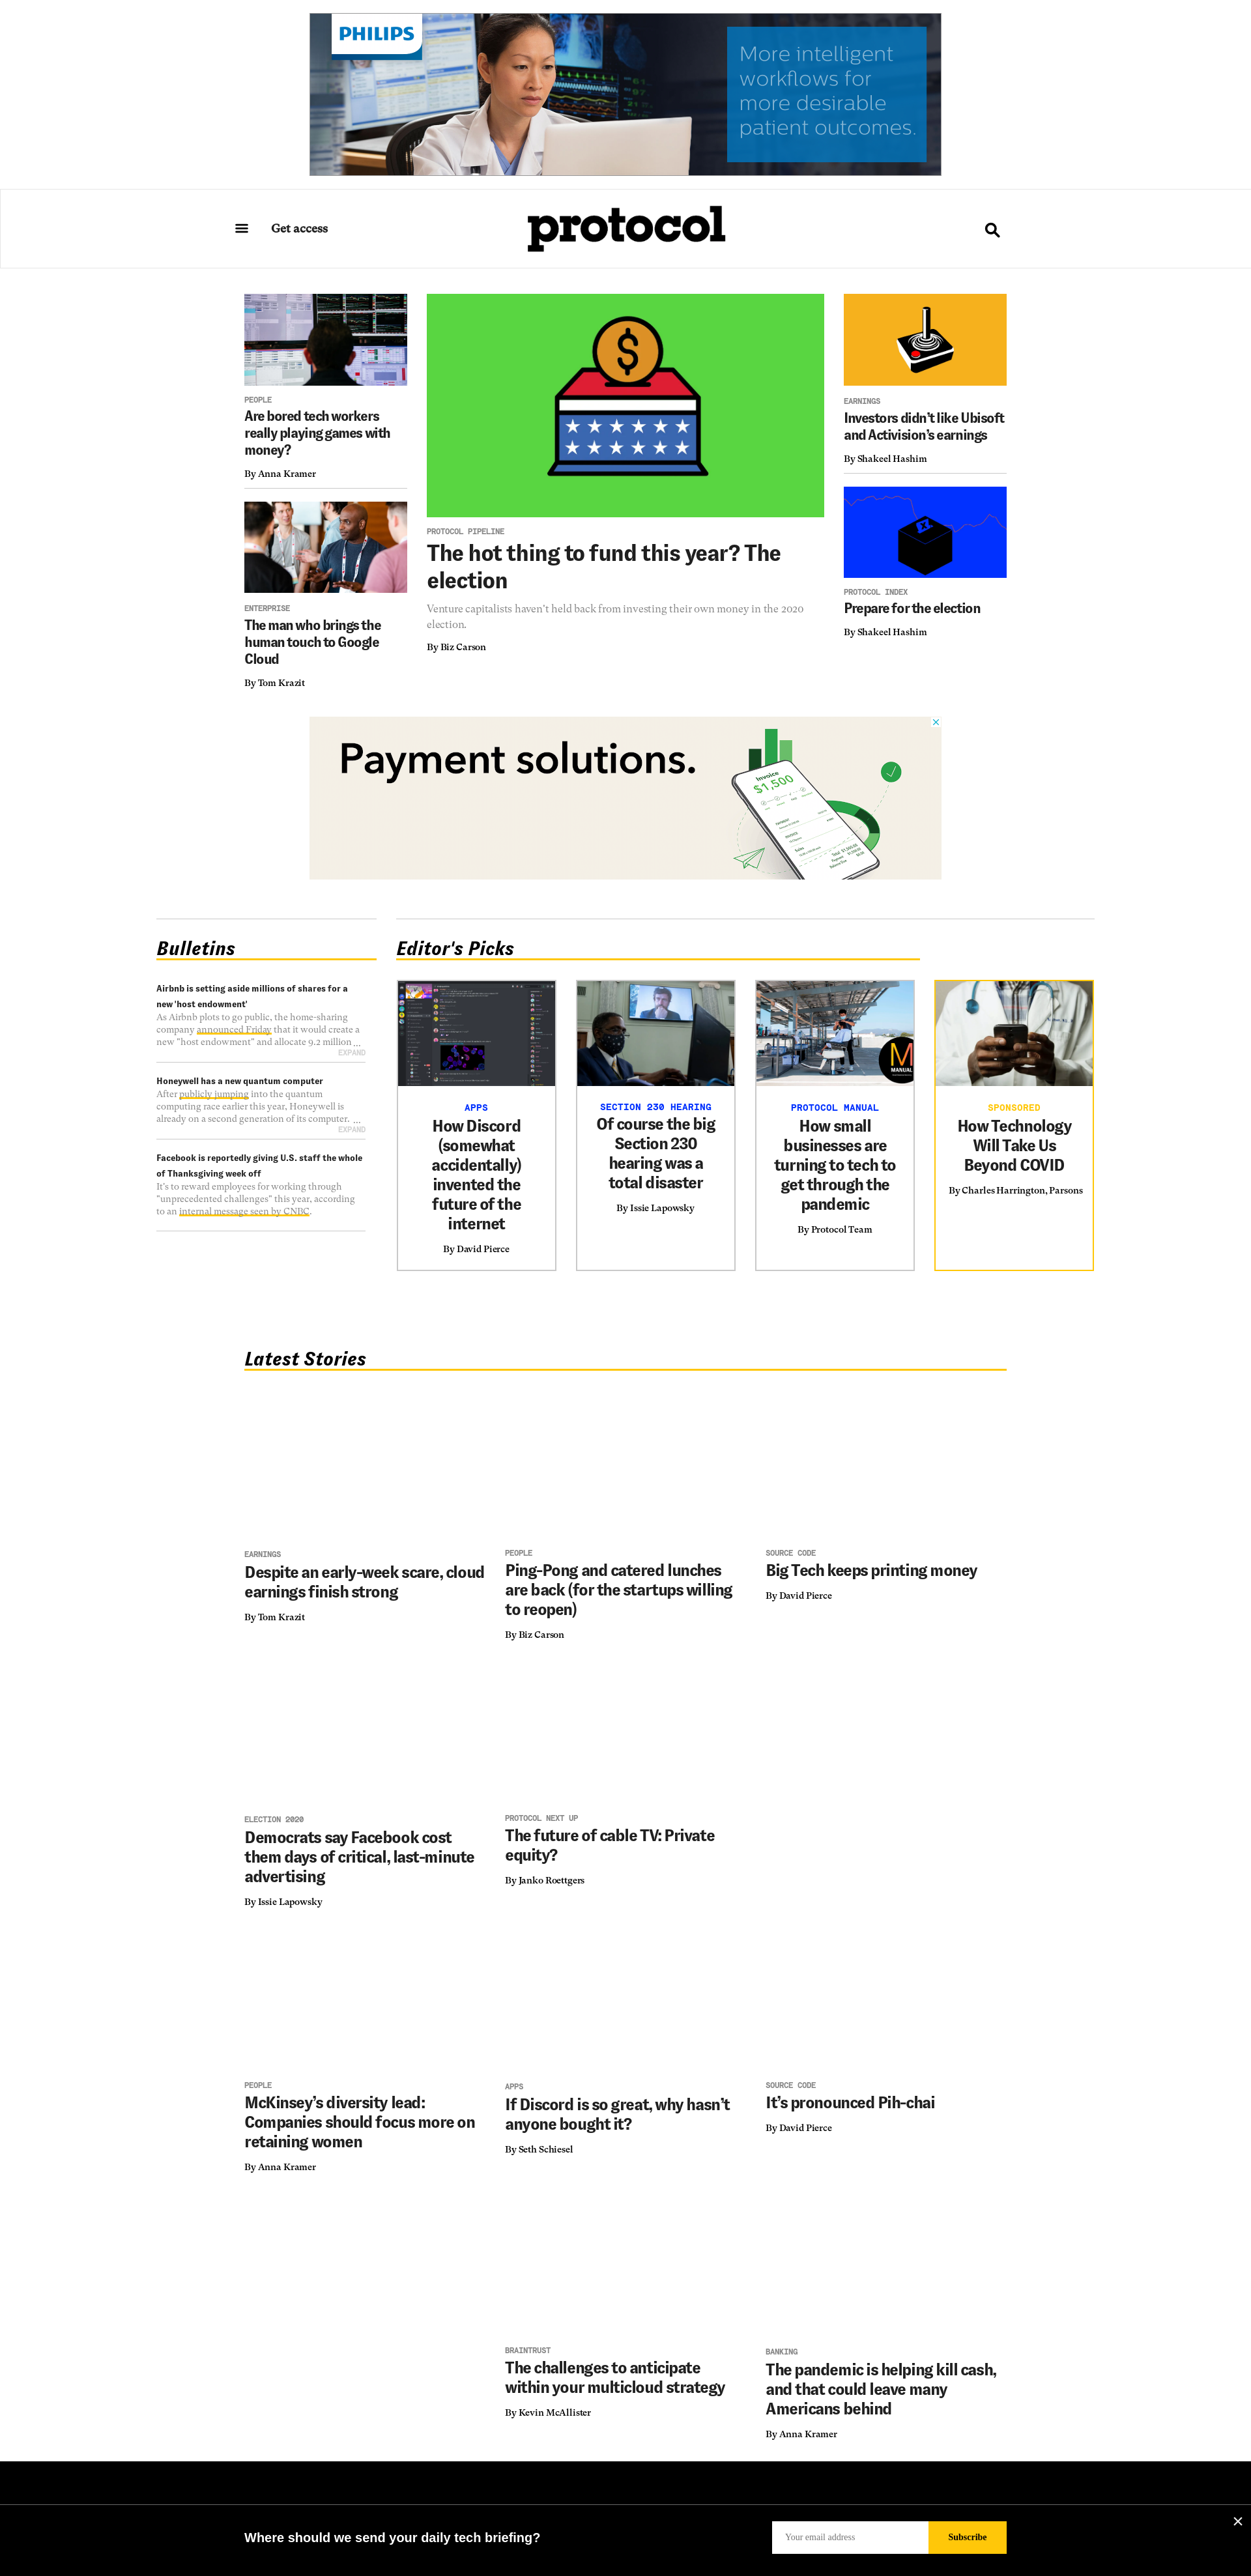 PHILIPS
More intelligent
workflows for
more desirable
patient outcomes.
Get access
protocol
PEOPLE
Are bored tech workers
really playing games with
money?
By Anna Kramer
ENTERPRISE
The man who brings the
human touch to Google
Cloud
By Tom Krazit
PROTOCOL PIPELINE
The hot thing to fund this year? The
election
Venture capitalists haven't held back from investing their own money in the 2020
election.
By Biz Carson
EARNINGS
Investors didn't like Ubisoft
and Activision's earnings
By Shakeel Hashim
PROTOCOL INDEX
Prepare for the election
By Shakeel Hashim
Payment solutions.
Invoice
$1,500
Bulletins
Airbnb is setting aside millions of shares for a
new 'host endowment'
As Airbnb plots to go public, the home-sharing
company announced Friday that it would create a
new "host endowment" and allocate 9.2 million ...
EXPAND
Honeywell has a new quantum computer
After publicly jumping into the quantum
computing race earlier this year, Honeywell is
already on a second generation of its computer. ...
EXPAND
Facebook is reportedly giving U.S. staff the whole
of Thanksgiving week off
It's to reward employees for working through
"unprecedented challenges" this year, according
to an internal message seen by CNBC.
Editor's Picks
APPS
How Discord
(somewhat
accidentally)
invented the
future of the
internet
By David Pierce
SECTION 230 HEARING
Of course the big
Section 230
hearing was a
total disaster
By Issie Lapowsky
M
MANUAL
PROTOCOL MANUAL
How small
businesses are
turning to tech to
get through the
pandemic
By Protocol Team
SPONSORED
How Technology
Will Take Us
Beyond COVID
By Charles Harrington, Parsons
Latest Stories
EARNINGS
Despite an early-week scare, cloud
earnings finish strong
By Tom Krazit
PEOPLE
Ping-Pong and catered lunches
are back (for the startups willing
to reopen)
By Biz Carson
SOURCE CODE
Big Tech keeps printing money
By David Pierce
ELECTION 2020
Democrats say Facebook cost
them days of critical, last-minute
advertising
By Issie Lapowsky
PROTOCOL NEXT UP
The future of cable TV: Private
equity?
By Janko Roettgers
PEOPLE
McKinsey's diversity lead:
Companies should focus more on
retaining women
By Anna Kramer
APPS
If Discord is so great, why hasn't
anyone bought it?
By Seth Schiesel
SOURCE CODE
It's pronounced Pih-chai
By David Pierce
BRAINTRUST
The challenges to anticipate
within your multicloud strategy
By Kevin McAllister
BANKING
The pandemic is helping kill cash,
and that could leave many
Americans behind
By Anna Kramer
Where should we send your daily tech briefing?
Your email address
Subscribe